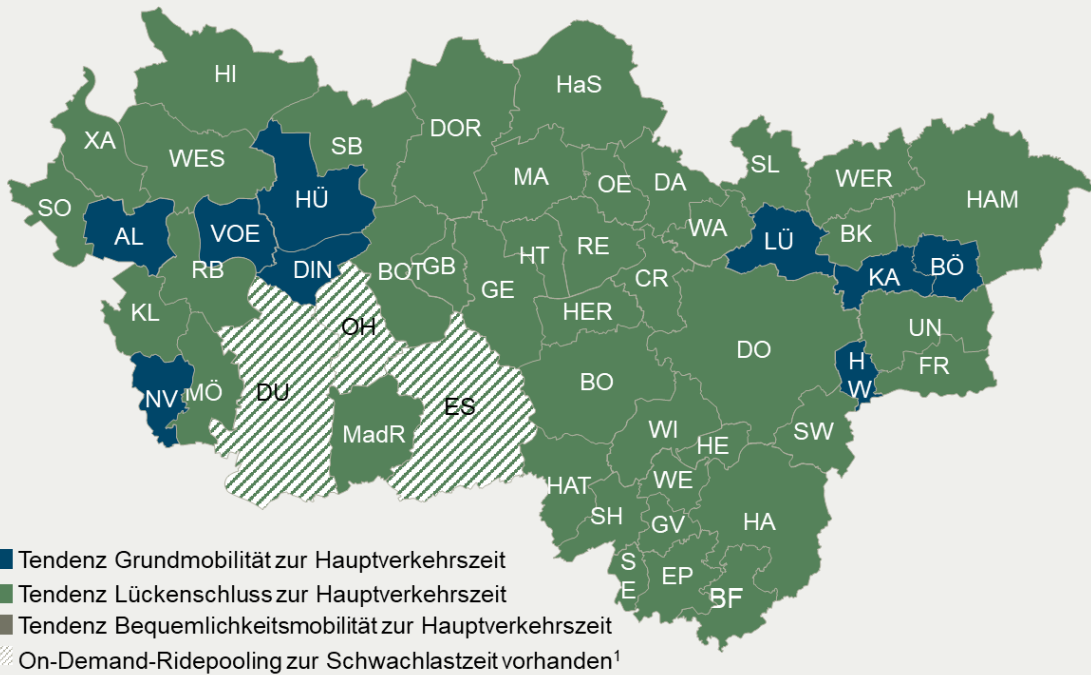 HI
HaS
DOR
XA
SB
WES
SL
MA
OE
DA
WER
HÜ
HAM
SO
AL
VOE
WA
BK
LÜ
RE
HT
DIN
RB
BOT
GB
CR
KA
BÖ
GE
KL
HER
UN
OH
DO
FR
H
W
BO
NV
MÖ
DU
ES
MadR
WI
HE
SW
HAT
WE
SH
GV
HA
S
E
EP
BF
Tendenz Grundmobilität zur Hauptverkehrszeit
Tendenz Lückenschluss zur Hauptverkehrszeit
Tendenz Bequemlichkeitsmobilität zur Hauptverkehrszeit
On-Demand-Ridepooling zur Schwachlastzeit vorhanden¹